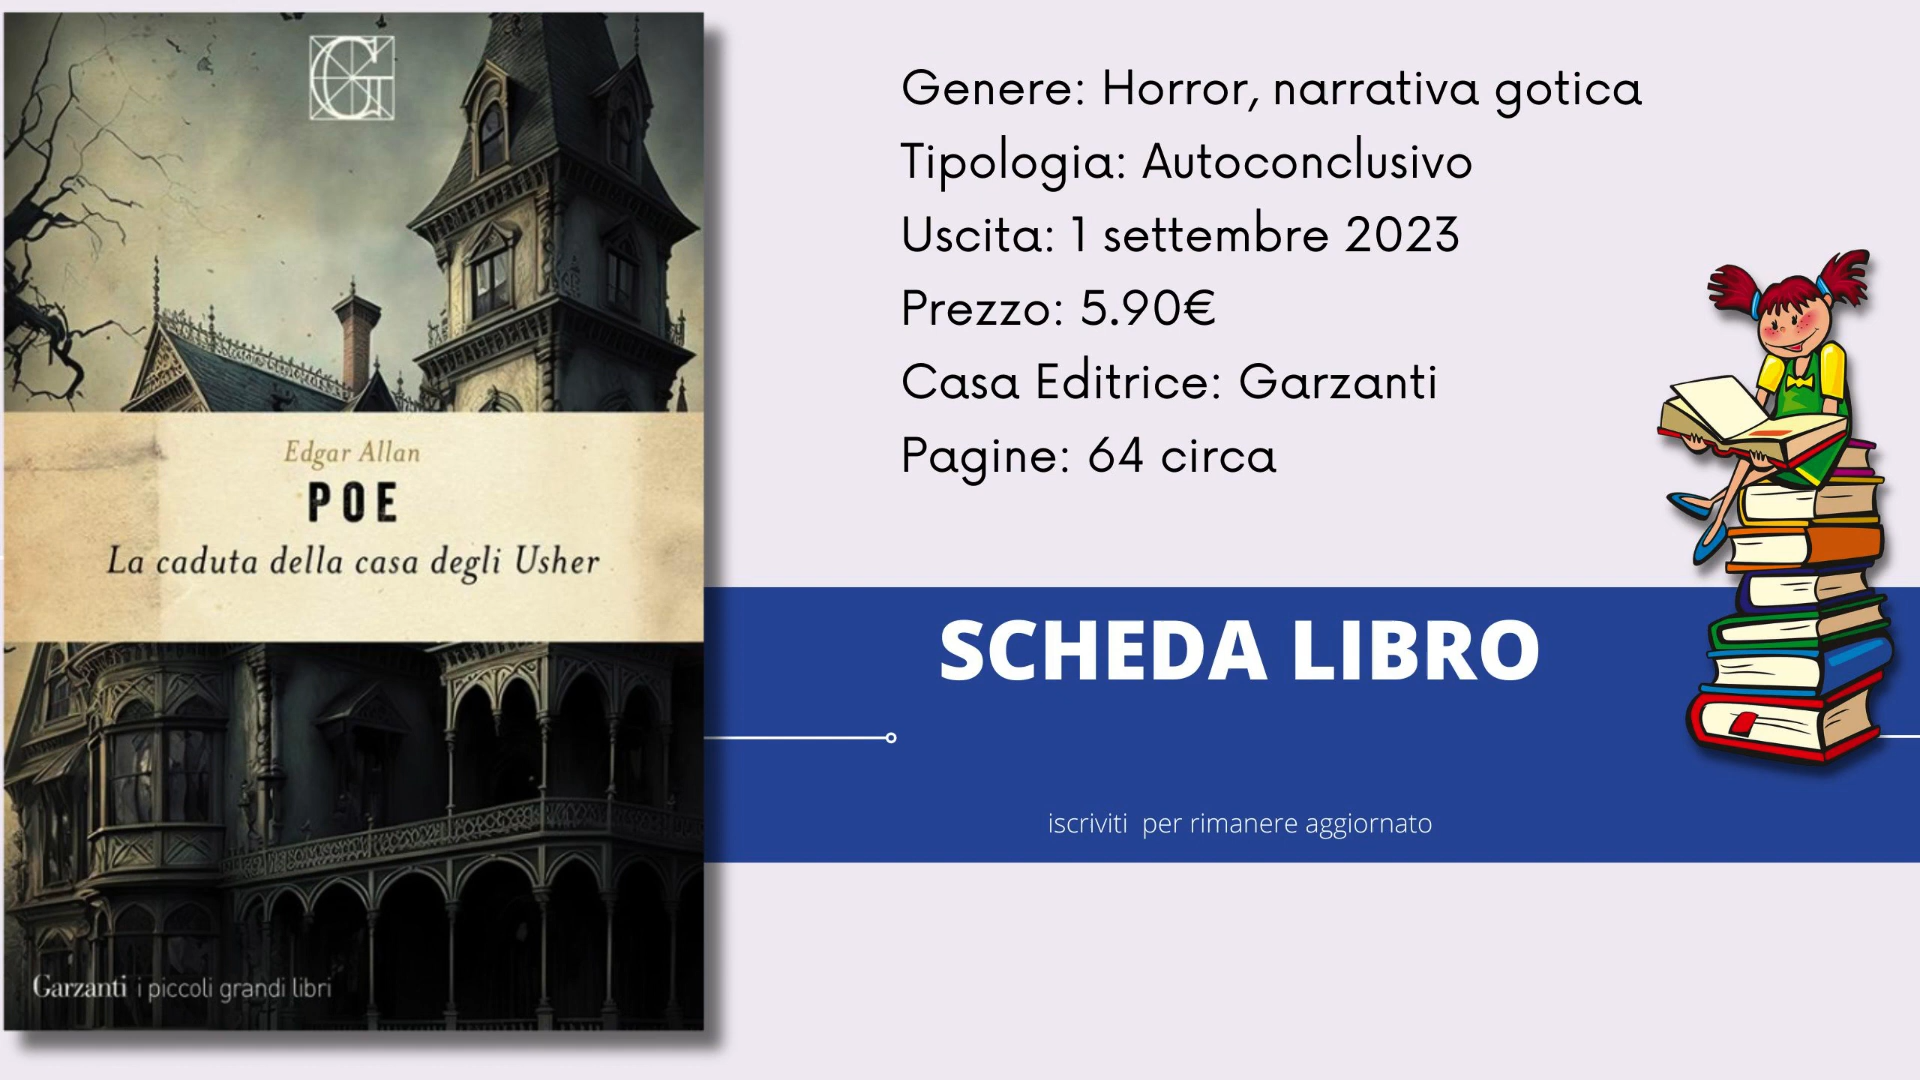 G
Edgar Allan
POE
La caduta della casa degli Usher
Garzanti i piccoli grandi libri
Genere: Horror, narrativa gotica
Tipologia: Autoconclusivo
Uscita: 1 settembre 2023
Prezzo: 5.90€
Casa Editrice: Garzanti
Pagine: 64 circa
SCHEDA LIBRO
iscriviti per rimanere aggiornato